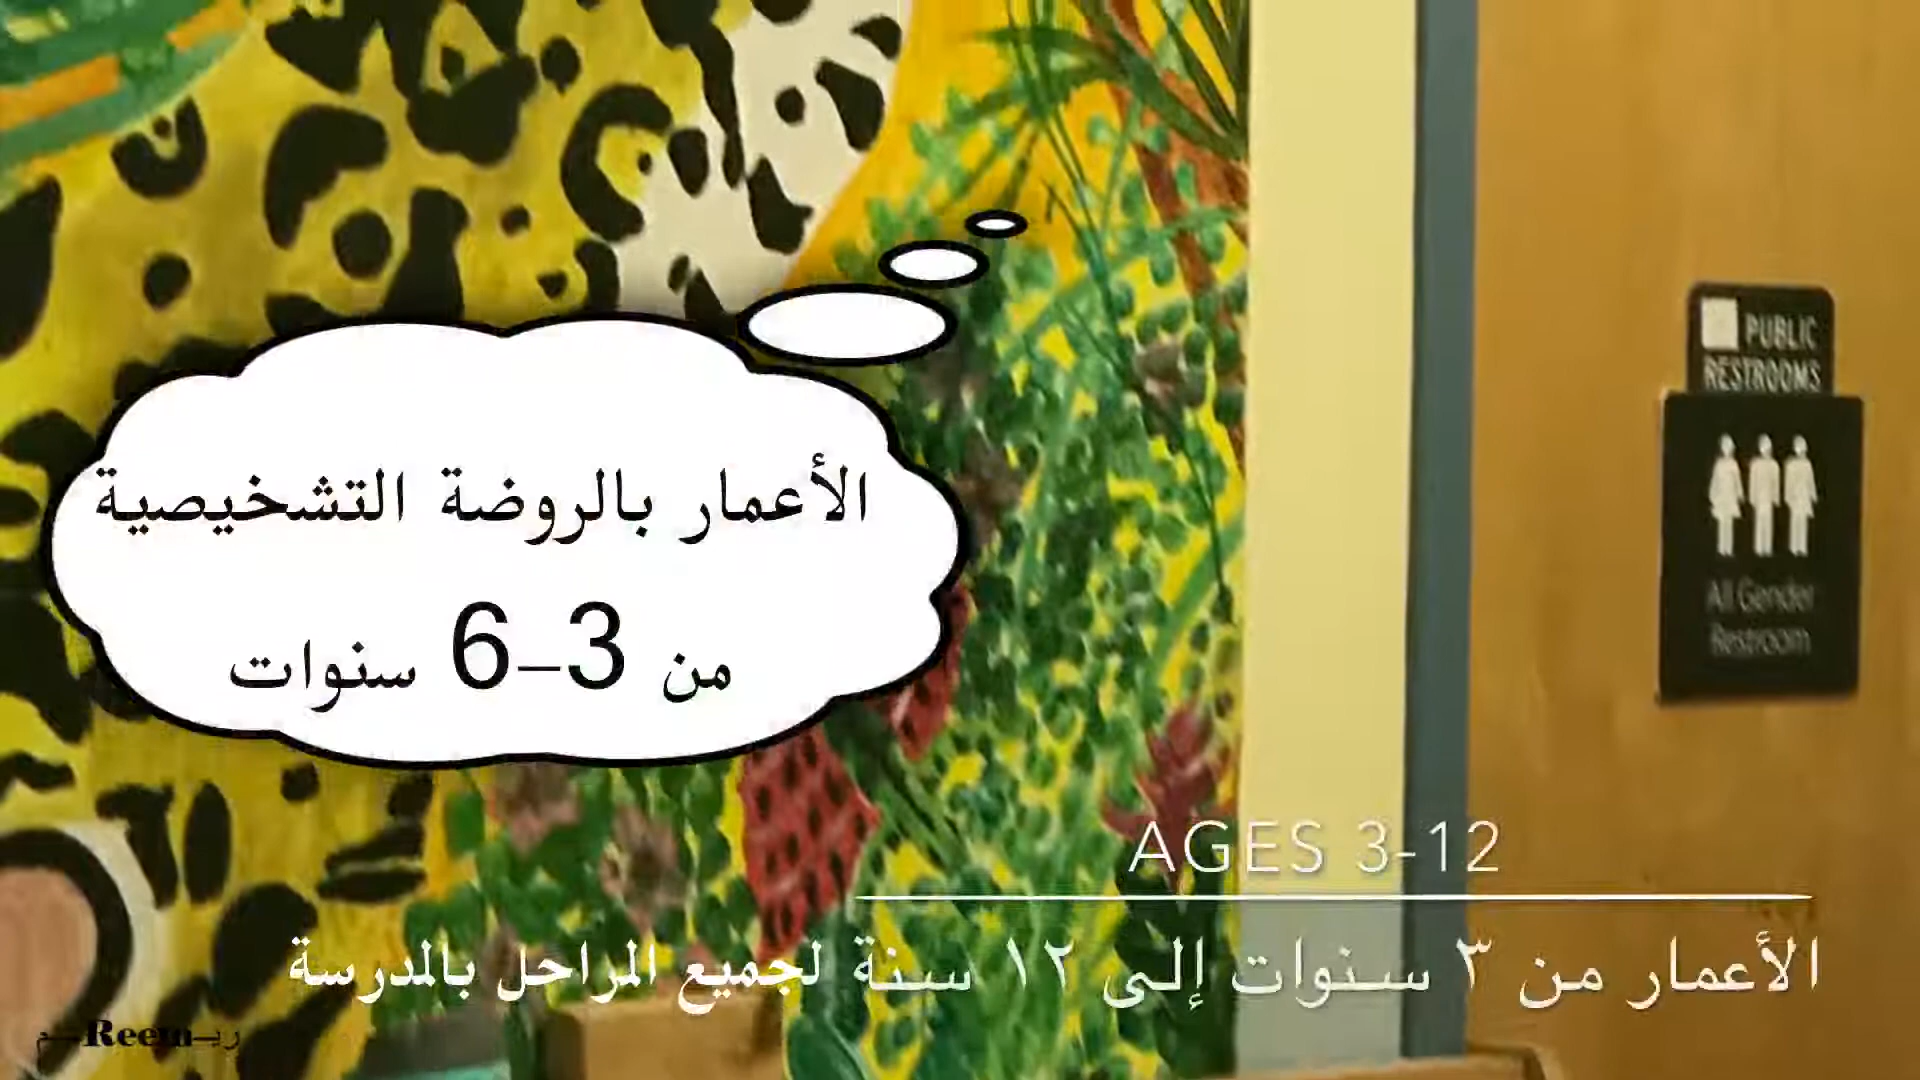 PUBLIC
RESTROOMS
All Gender
Restroom
الأعمار بالروضة التشخيصية
من 3-6 سنوات
AGES 3-12
الأعمار من ٣ سنوات إلى ١٢ سنة لجميع المراحل بالمدرسة
ريـReemـم